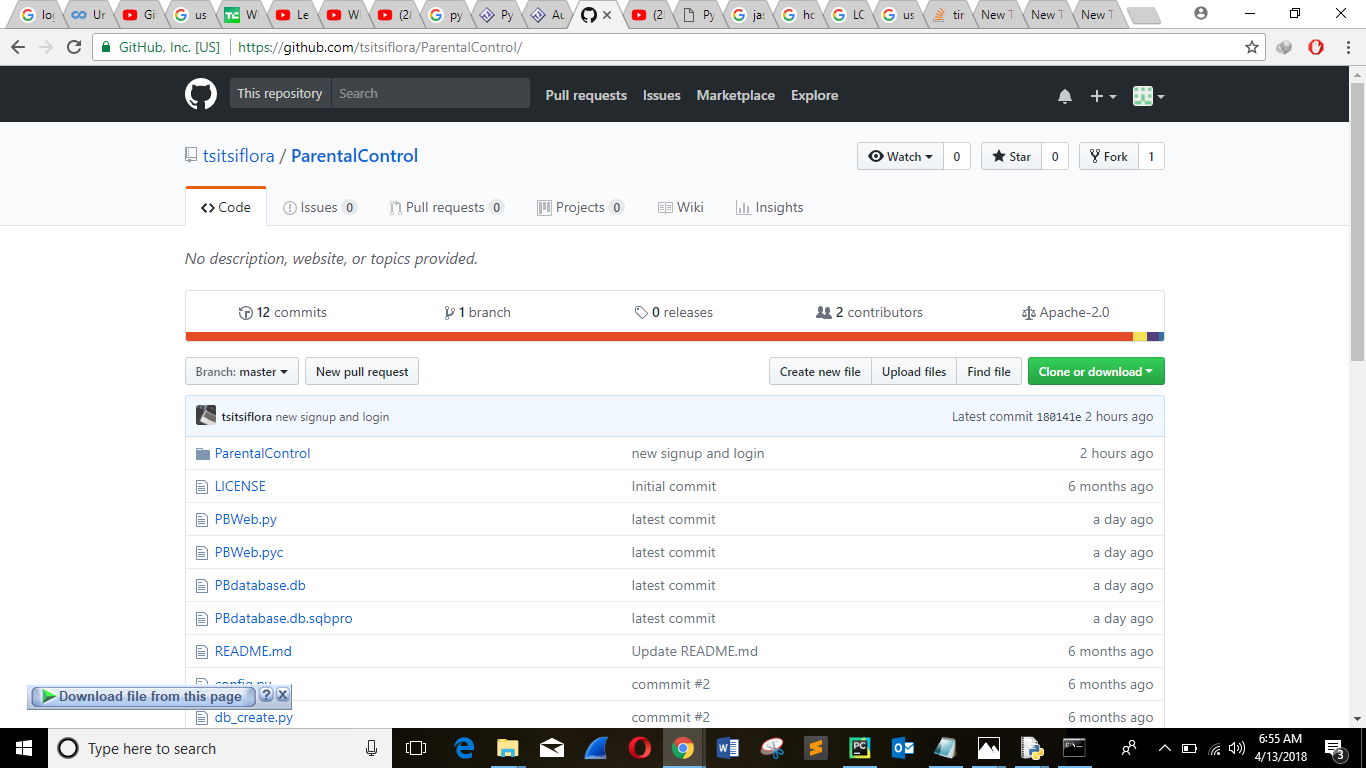 log
Ur
Gi
us
W
Le
Wl
(28
py
Py
Au
(28
Py
jas
ho
LO
us
tir
New T
New T
New T
GitHub, Inc. [US] https://github.com/tsitsiflora/ParentalControl/
This repository Search Pull requests Issues Marketplace Explore
tsitsiflora / ParentalControl
Watch 0 Star 0 Fork 1
Code Issues 0 Pull requests 0 Projects 0 Wiki Insights
No description, website, or topics provided.
12 commits 1 branch 0 releases 2 contributors Apache-2.0
Branch: master New pull request Create new file Upload files Find file Clone or download
tsitsiflora new signup and login Latest commit 180141e 2 hours ago
ParentalControl new signup and login 2 hours ago
LICENSE Initial commit 6 months ago
PBWeb.py latest commit a day ago
PBWeb.pyc latest commit a day ago
PBdatabase.db latest commit a day ago
PBdatabase.db.sqbpro latest commit a day ago
README.md Update README.md 6 months ago
config.py commmit #2 6 months ago
Download file from this page ? X
db_create.py commmit #2 6 months ago
Type here to search
6:55 AM
4/13/2018
3